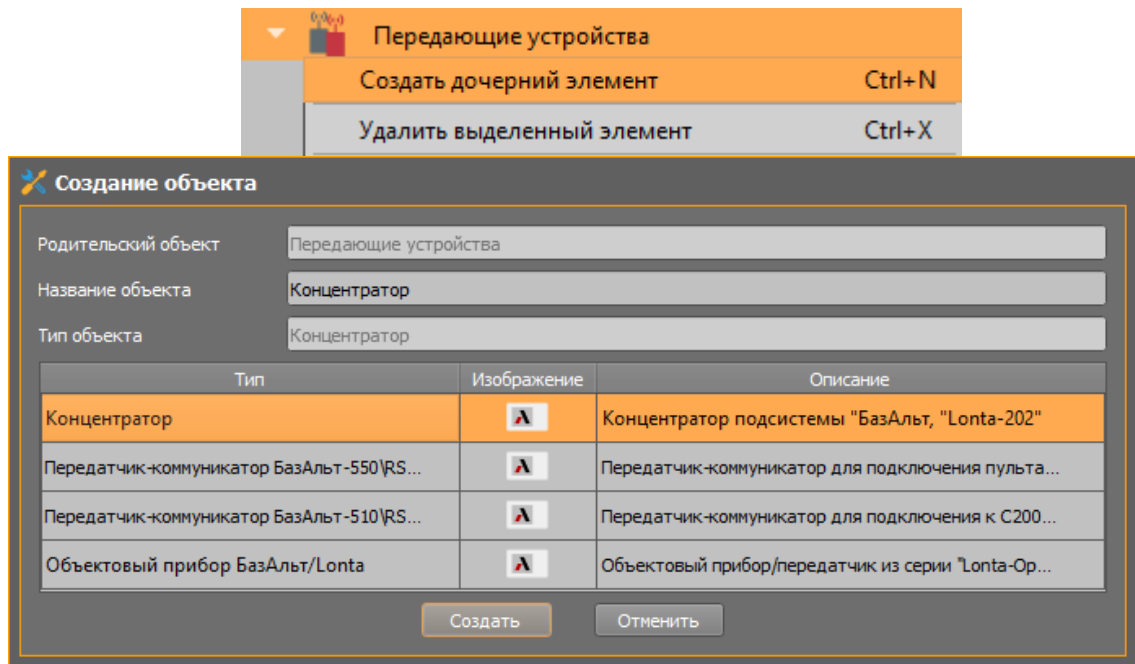 Передающие устройства
Создать дочерний элемент Ctrl+N
Удалить выделенный элемент Ctrl+X
Создание объекта
Родительский объект Передающие устройства
Название объекта Концентратор
Тип объекта Концентратор
Тип Изображение Описание
Концентратор Концентратор подсистемы "БазАльт, "Lonta-202"
Передатчик-коммуникатор БазАльт-550\RS... Передатчик-коммуникатор для подключения пульта...
Передатчик-коммуникатор БазАльт-510\RS... Передатчик-коммуникатор для подключения к С200...
Объектовый прибор БазАльт/Lonta Объектовый прибор/передатчик из серии "Lonta-Op...
Создать Отменить